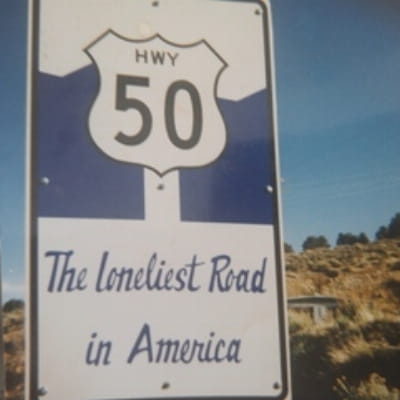 HWY
50
The Loneliest Road
in America